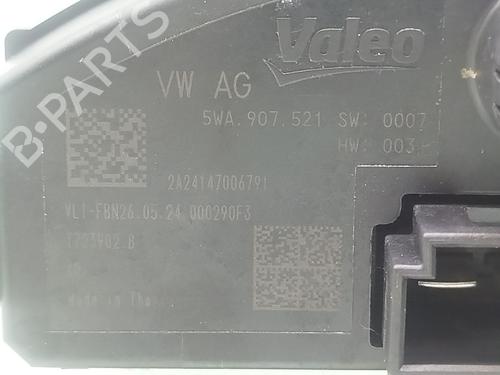 Valeo
VW AG
5WA.907.521 SW: 0007
HW: 003
2A24147006791
VL1-FBN26.05.24 000290F3
T723902 B
Made in
B-PARTS